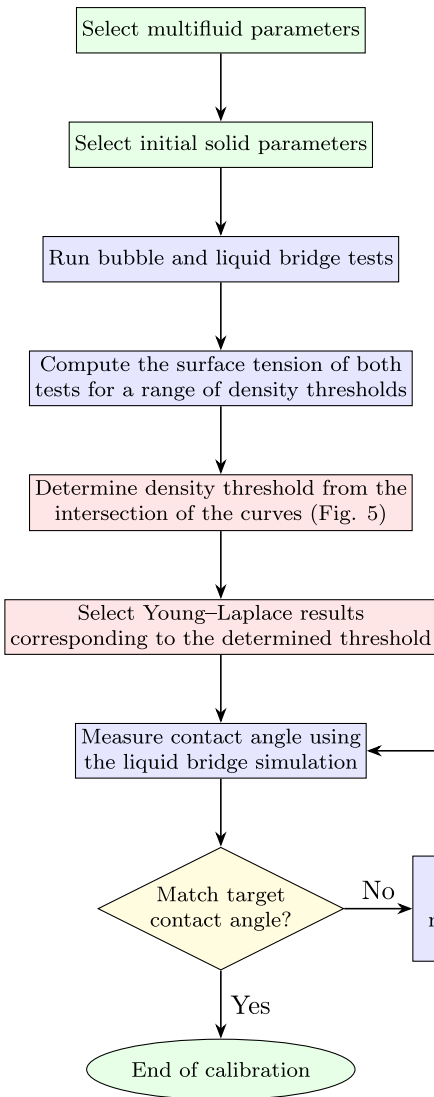 Select multifluid parameters
Select initial solid parameters
Run bubble and liquid bridge tests
Compute the surface tension of both
tests for a range of density thresholds
Determine density threshold from the
intersection of the curves (Fig. 5)
Select Young–Laplace results
corresponding to the determined threshold
Measure contact angle using
the liquid bridge simulation
Match target
contact angle?
No
Yes
End of calibration